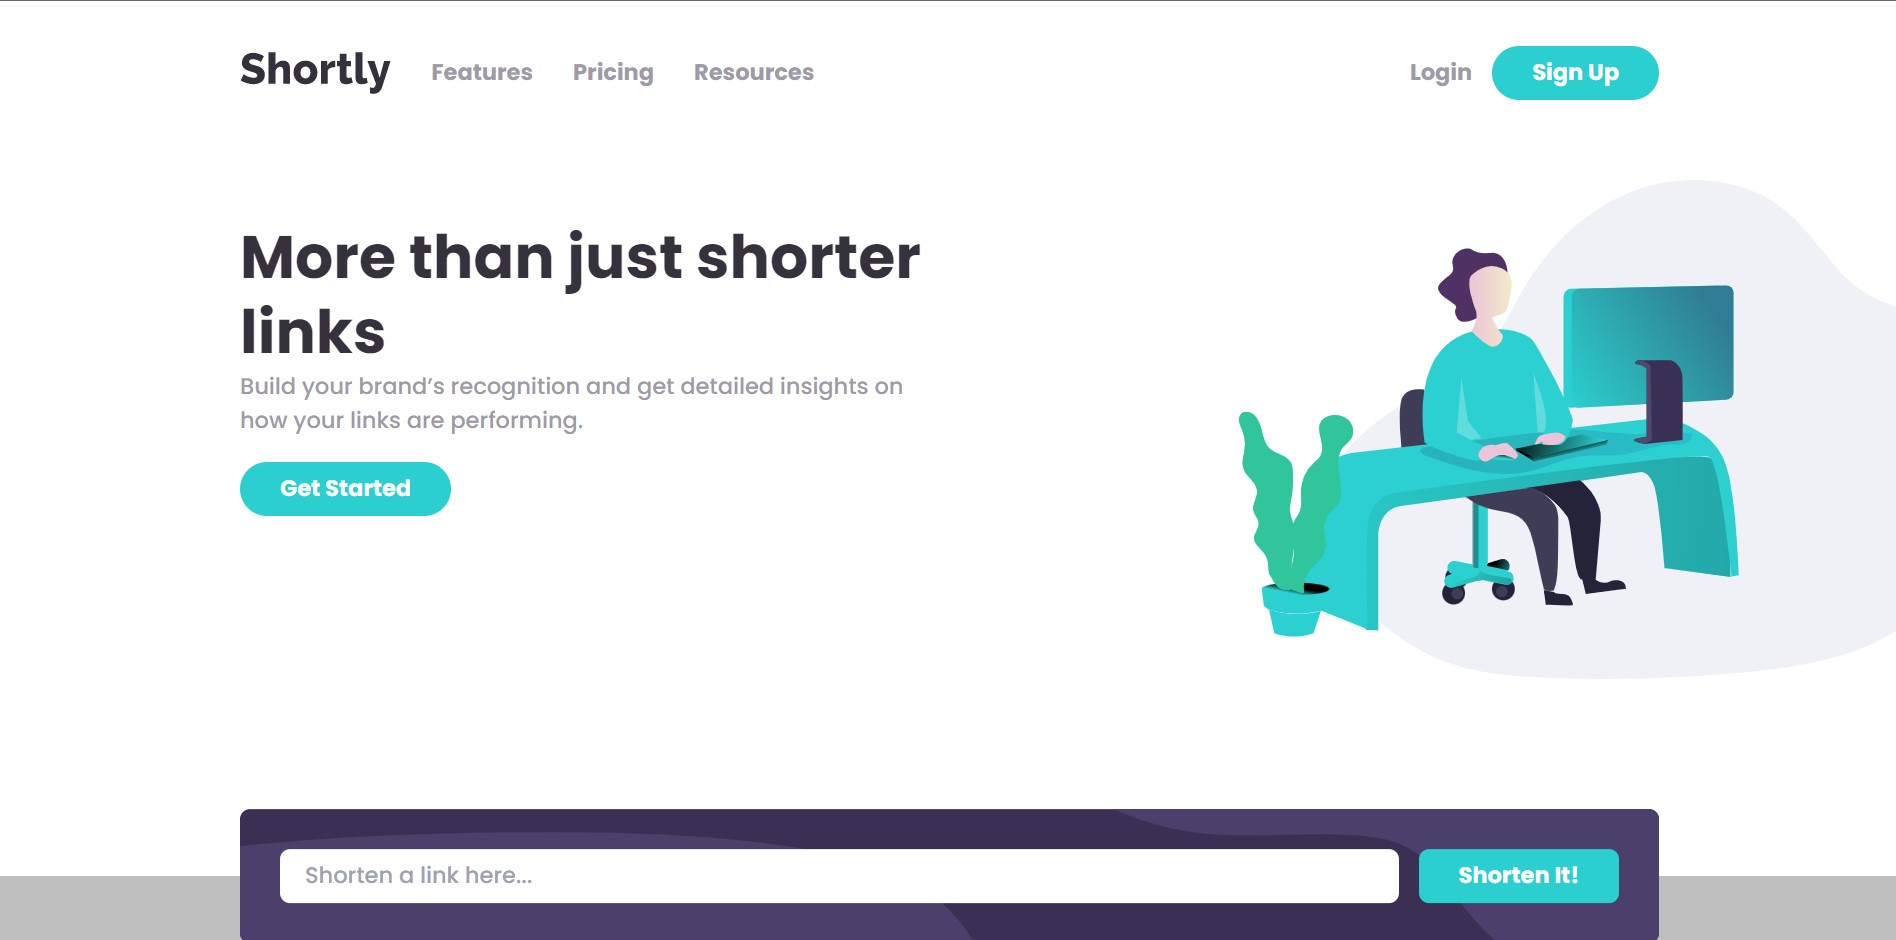 Shortly Features Pricing Resources Login Sign Up
More than just shorter
links
Build your brand’s recognition and get detailed insights on
how your links are performing.
Get Started
Shorten a link here... Shorten It!